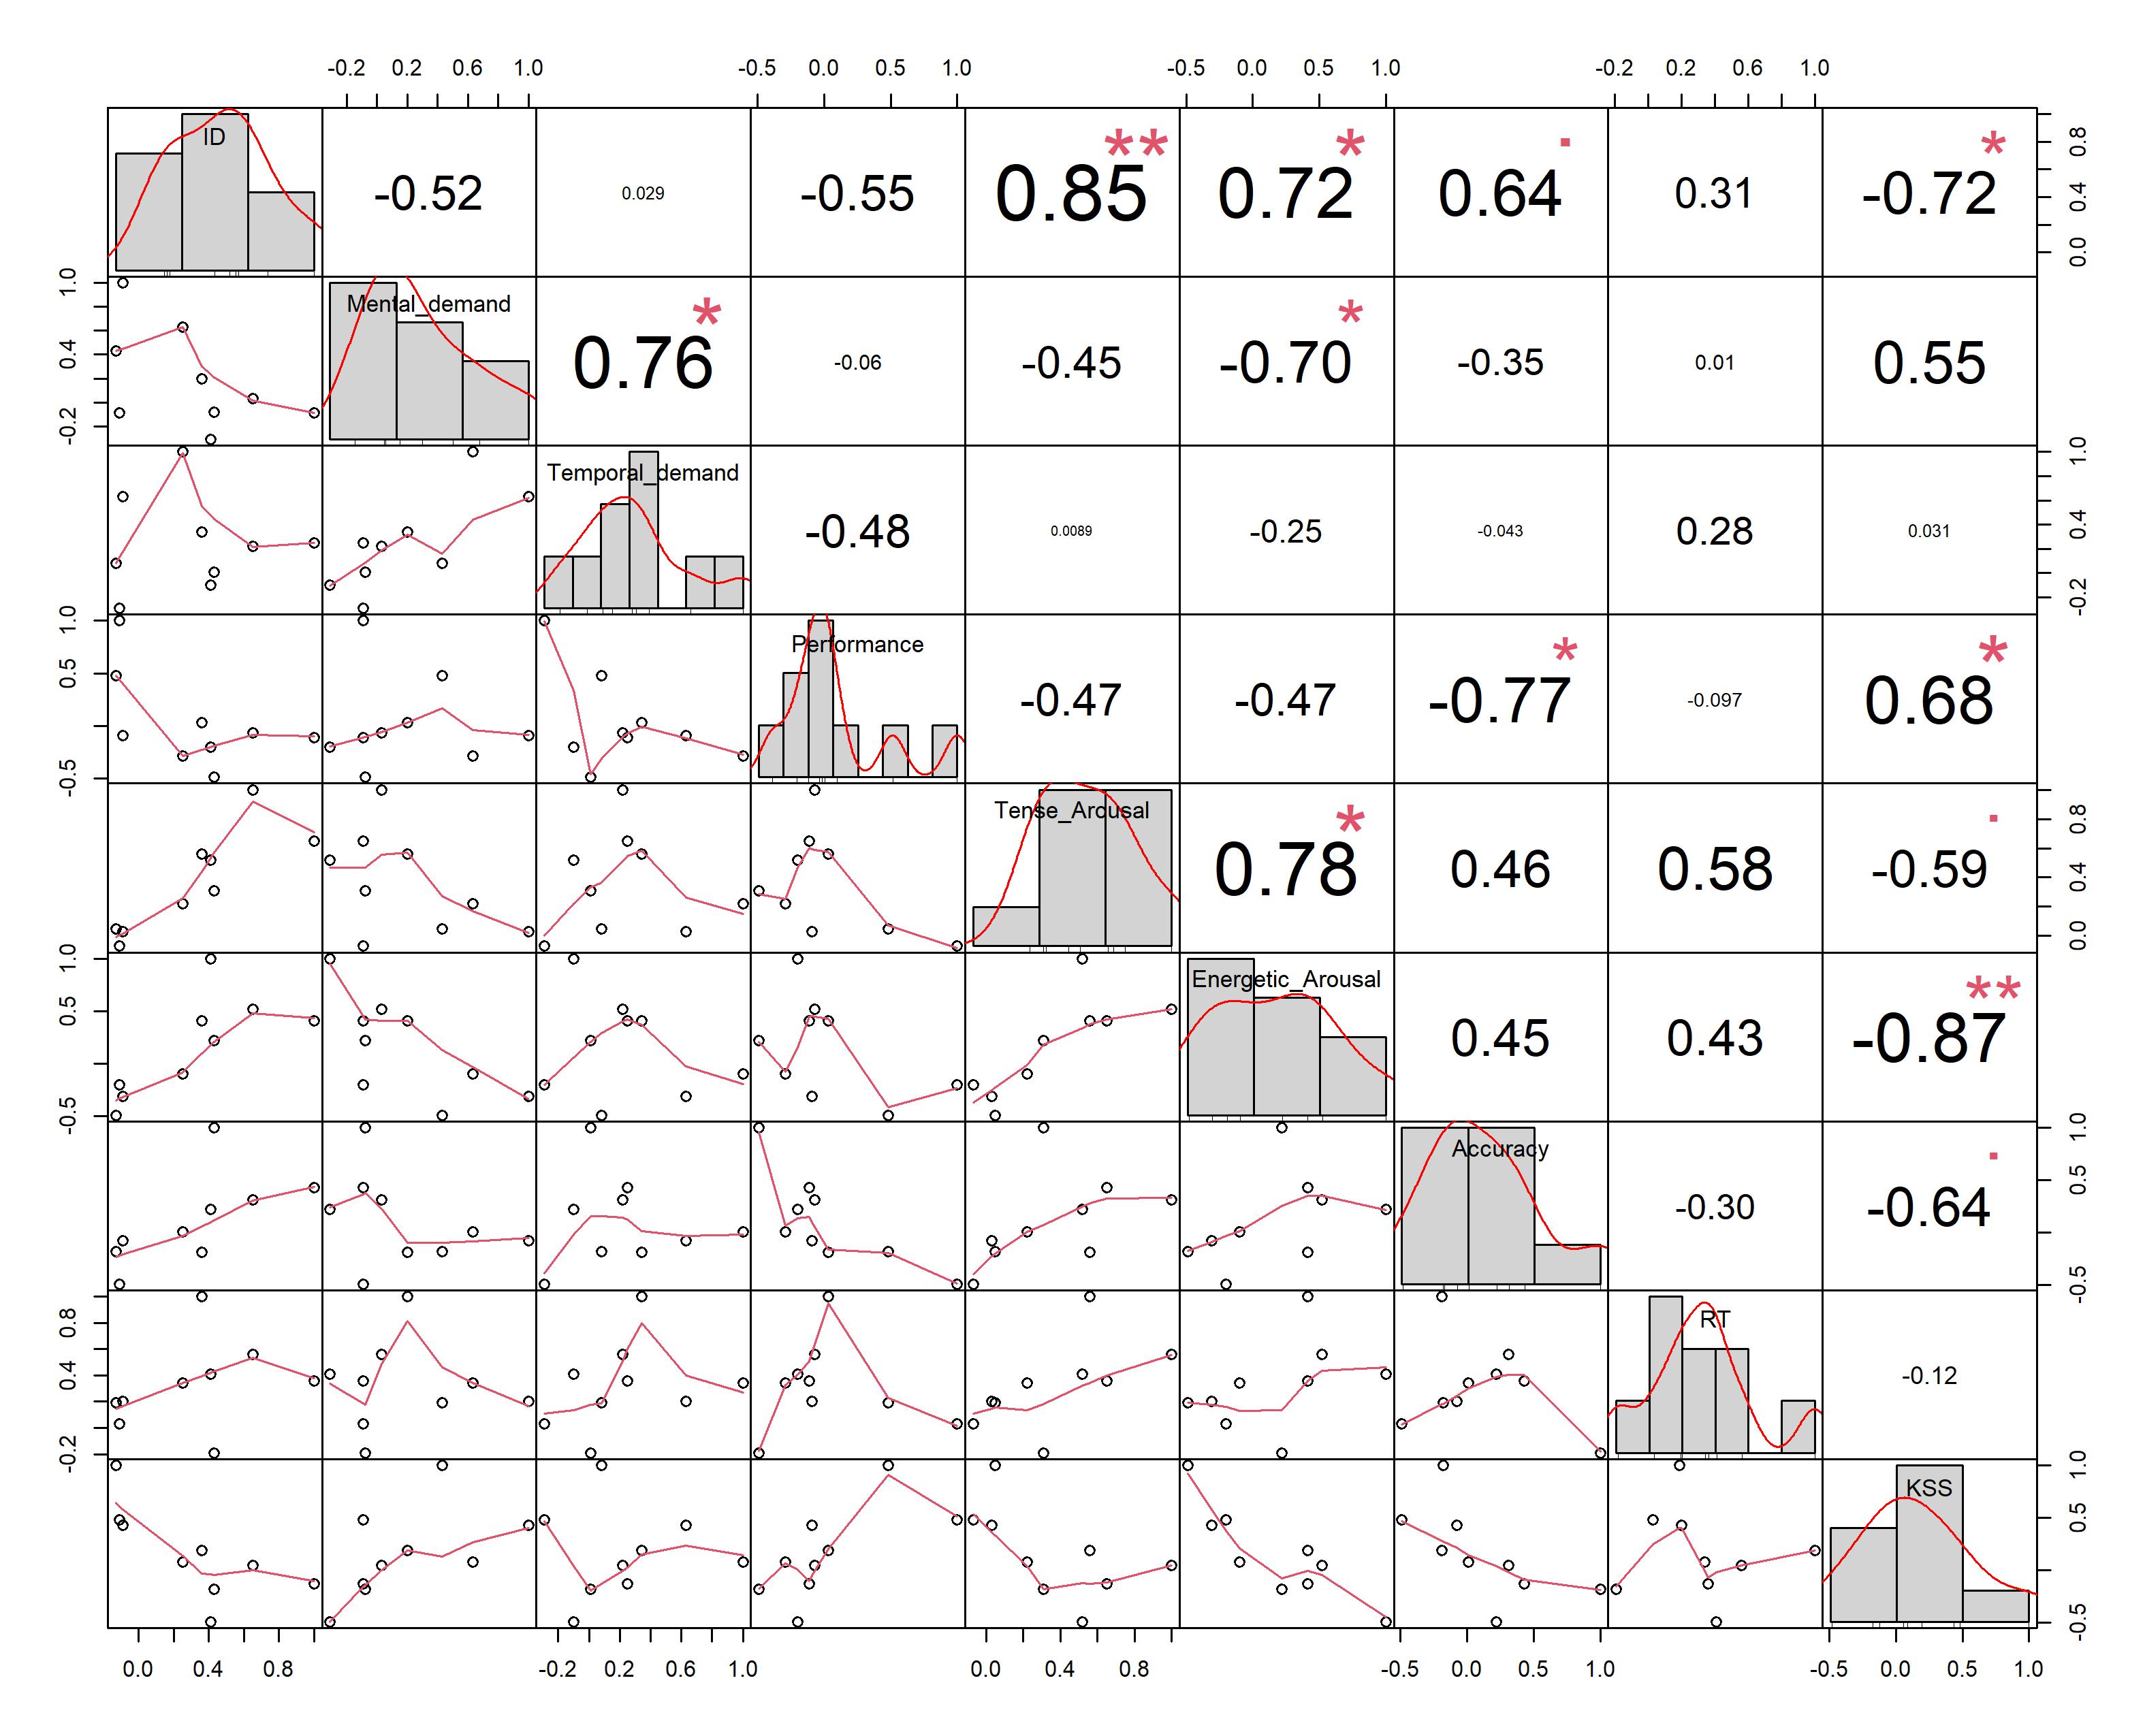 -0.2 0.2 0.6 1.0 -0.5 0.0 0.5 1.0 -0.5 0.0 0.5 1.0 -0.2 0.2 0.6 1.0
ID -0.52 0.029 -0.55 0.85 ** 0.72 * 0.64 . 0.31 -0.72 * 0.0 0.4 0.8
-0.2 0.4 1.0 Mental_demand 0.76 * -0.06 -0.45 -0.70 * -0.35 0.01 0.55
Temporal_demand -0.48 0.0089 -0.25 -0.043 0.28 0.031 -0.2 0.4 1.0
-0.5 0.5 1.0 Performance -0.47 -0.47 -0.77 * -0.097 0.68 *
Tense_Arousal 0.78 * 0.46 0.58 -0.59 . 0.0 0.4 0.8
-0.5 0.5 1.0 Energetic_Arousal 0.45 0.43 -0.87 **
Accuracy -0.30 -0.64 . -0.5 0.5 1.0
-0.2 0.4 0.8 RT -0.12
KSS -0.5 0.5 1.0
0.0 0.4 0.8 -0.2 0.2 0.6 1.0 0.0 0.4 0.8 -0.5 0.0 0.5 1.0 -0.5 0.0 0.5 1.0